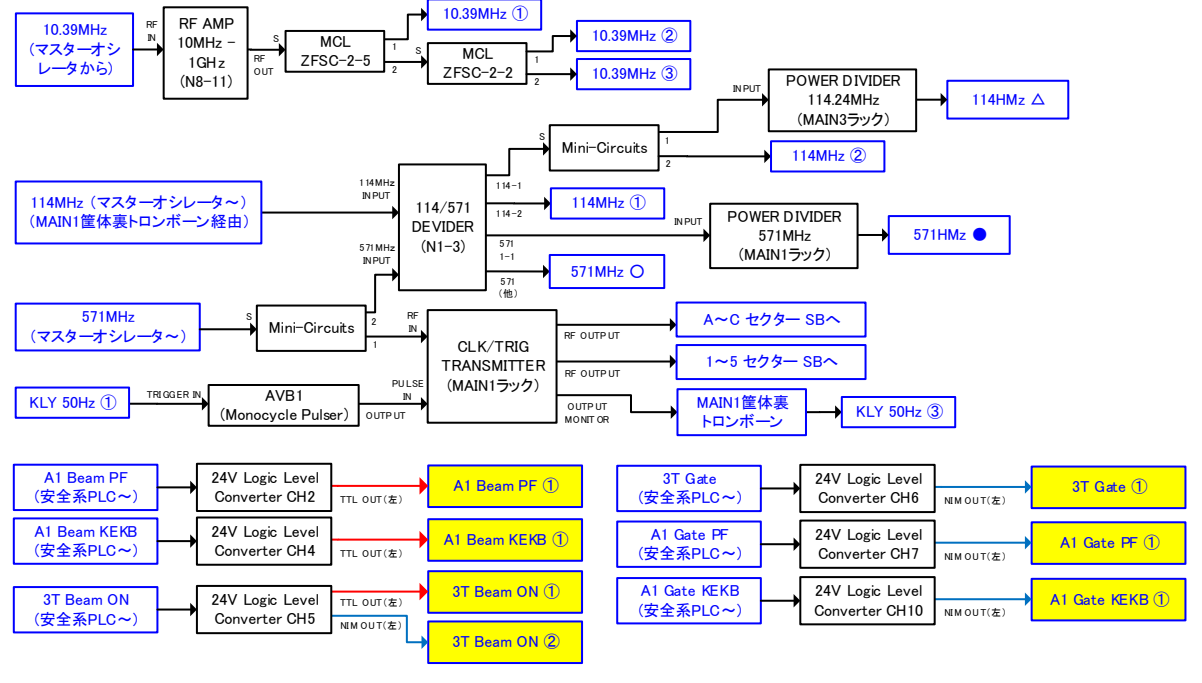 10.39MHz
(マスターオシ
レータから)
RF
IN
RF AMP
10MHz –
1GHz
(N8-11)
RF
OUT
S
MCL
ZFSC-2-5
1
2
10.39MHz ①
S
MCL
ZFSC-2-2
1
2
10.39MHz ②
10.39MHz ③
114MHz (マスターオシレータ～)
(MAIN1筐体裏トロンボーン経由)
114MHz
INPUT
571MHz
INPUT
114/571
DEVIDER
(N1-3)
114-1
114-2
571
1-1
571
(他)
S
Mini-Circuits
1
2
INPUT
POWER DIVIDER
114.24MHz
(MAIN3ラック)
114HMz △
114MHz ②
114MHz ①
INPUT
POWER DIVIDER
571MHz
(MAIN1ラック)
571HMz ●
571MHz ○
571MHz
(マスターオシレータ～)
S
Mini-Circuits
2
1
RF
IN
CLK/TRIG
TRANSMITTER
(MAIN1ラック)
RF OUTPUT
A～C セクター SBへ
RF OUTPUT
1～5 セクター SBへ
KLY 50Hz ①
TRIGGER IN
AVB1
(Monocycle Pulser)
OUTPUT
PULSE
IN
OUTPUT
MONITOR
MAIN1筐体裏
トロンボーン
KLY 50Hz ③
A1 Beam PF
(安全系PLC～)
24V Logic Level
Converter CH2
TTL OUT(左)
A1 Beam PF ①
A1 Beam KEKB
(安全系PLC～)
24V Logic Level
Converter CH4
TTL OUT(左)
A1 Beam KEKB ①
3T Beam ON
(安全系PLC～)
24V Logic Level
Converter CH5
TTL OUT(左)
NIM OUT(左)
3T Beam ON ①
3T Beam ON ②
3T Gate
(安全系PLC～)
24V Logic Level
Converter CH6
NIM OUT(左)
3T Gate ①
A1 Gate PF
(安全系PLC～)
24V Logic Level
Converter CH7
NIM OUT(左)
A1 Gate PF ①
A1 Gate KEKB
(安全系PLC～)
24V Logic Level
Converter CH10
NIM OUT(左)
A1 Gate KEKB ①